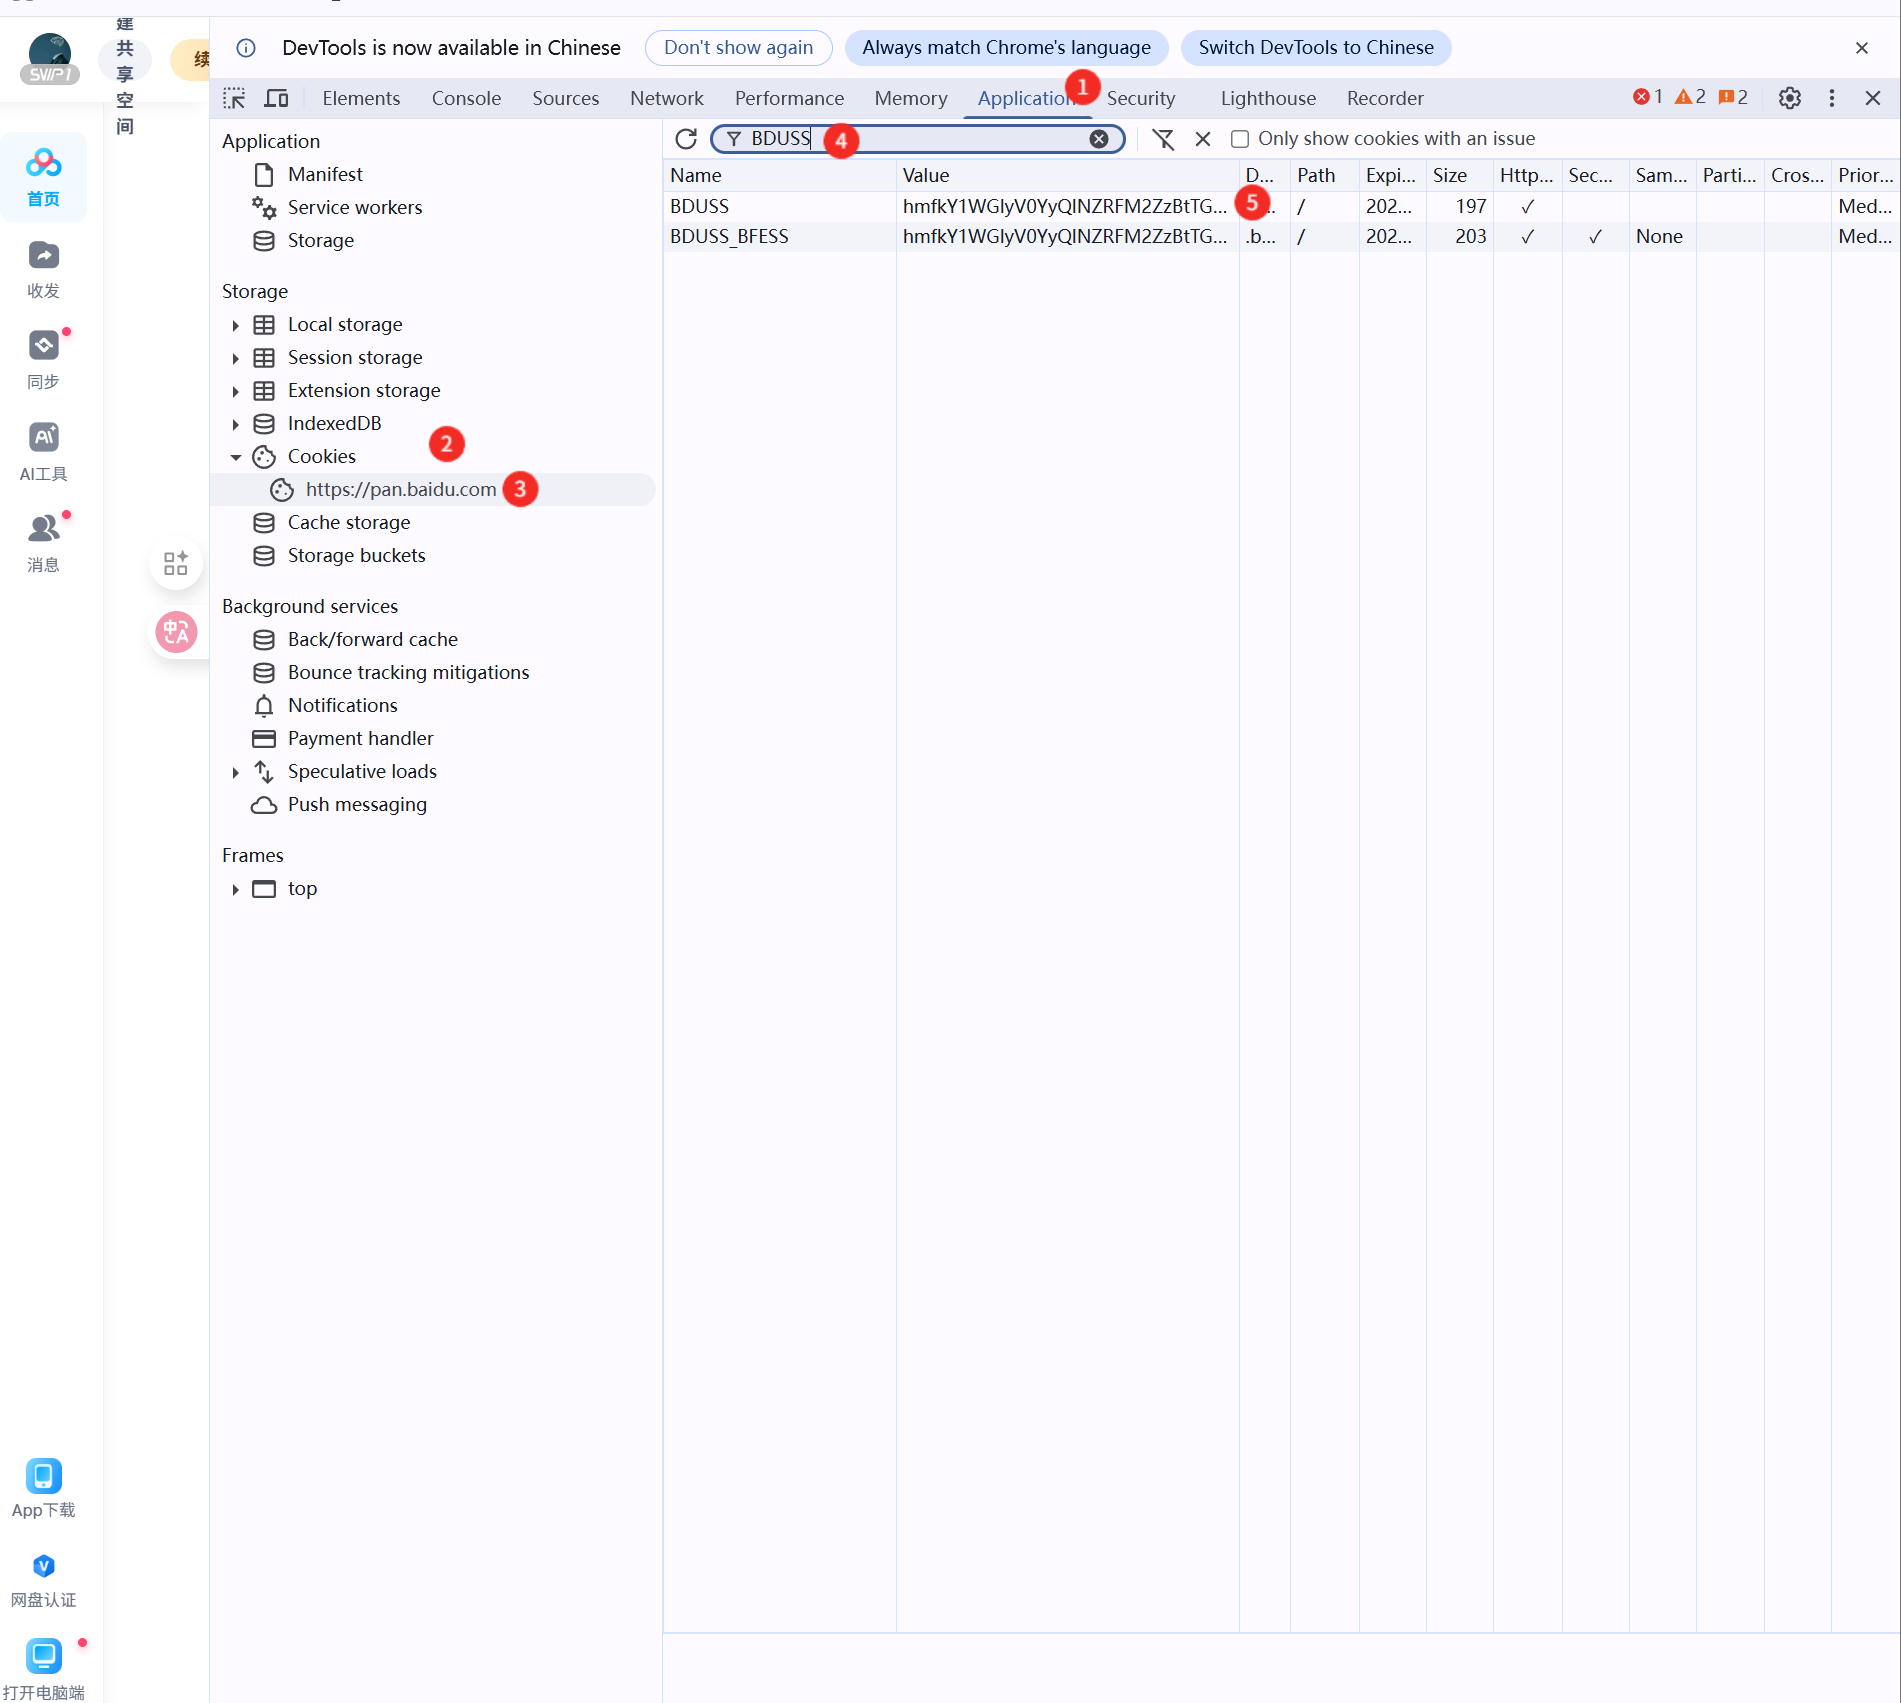 建
共
享
空
间
SVIP1
续
首页
收发
同步
AI工具
消息
App下载
网盘认证
打开电脑端
DevTools is now available in Chinese
Don't show again
Always match Chrome's language
Switch DevTools to Chinese
Elements
Console
Sources
Network
Performance
Memory
Application
1
Security
Lighthouse
Recorder
1
2
2
Application
Manifest
Service workers
Storage
Storage
Local storage
Session storage
Extension storage
IndexedDB
2
Cookies
https://pan.baidu.com
3
Cache storage
Storage buckets
Background services
Back/forward cache
Bounce tracking mitigations
Notifications
Payment handler
Speculative loads
Push messaging
Frames
top
BDUSS
4
Only show cookies with an issue
Name Value D... Path Expi... Size Http... Sec... Sam... Parti... Cros... Prior...
BDUSS hmfkY1WGlyV0YyQlNZRFM2ZzBtTG... 5 / 202... 197 ✓ Med...
BDUSS_BFESS hmfkY1WGlyV0YyQlNZRFM2ZzBtTG... .b... / 202... 203 ✓ ✓ None Med...